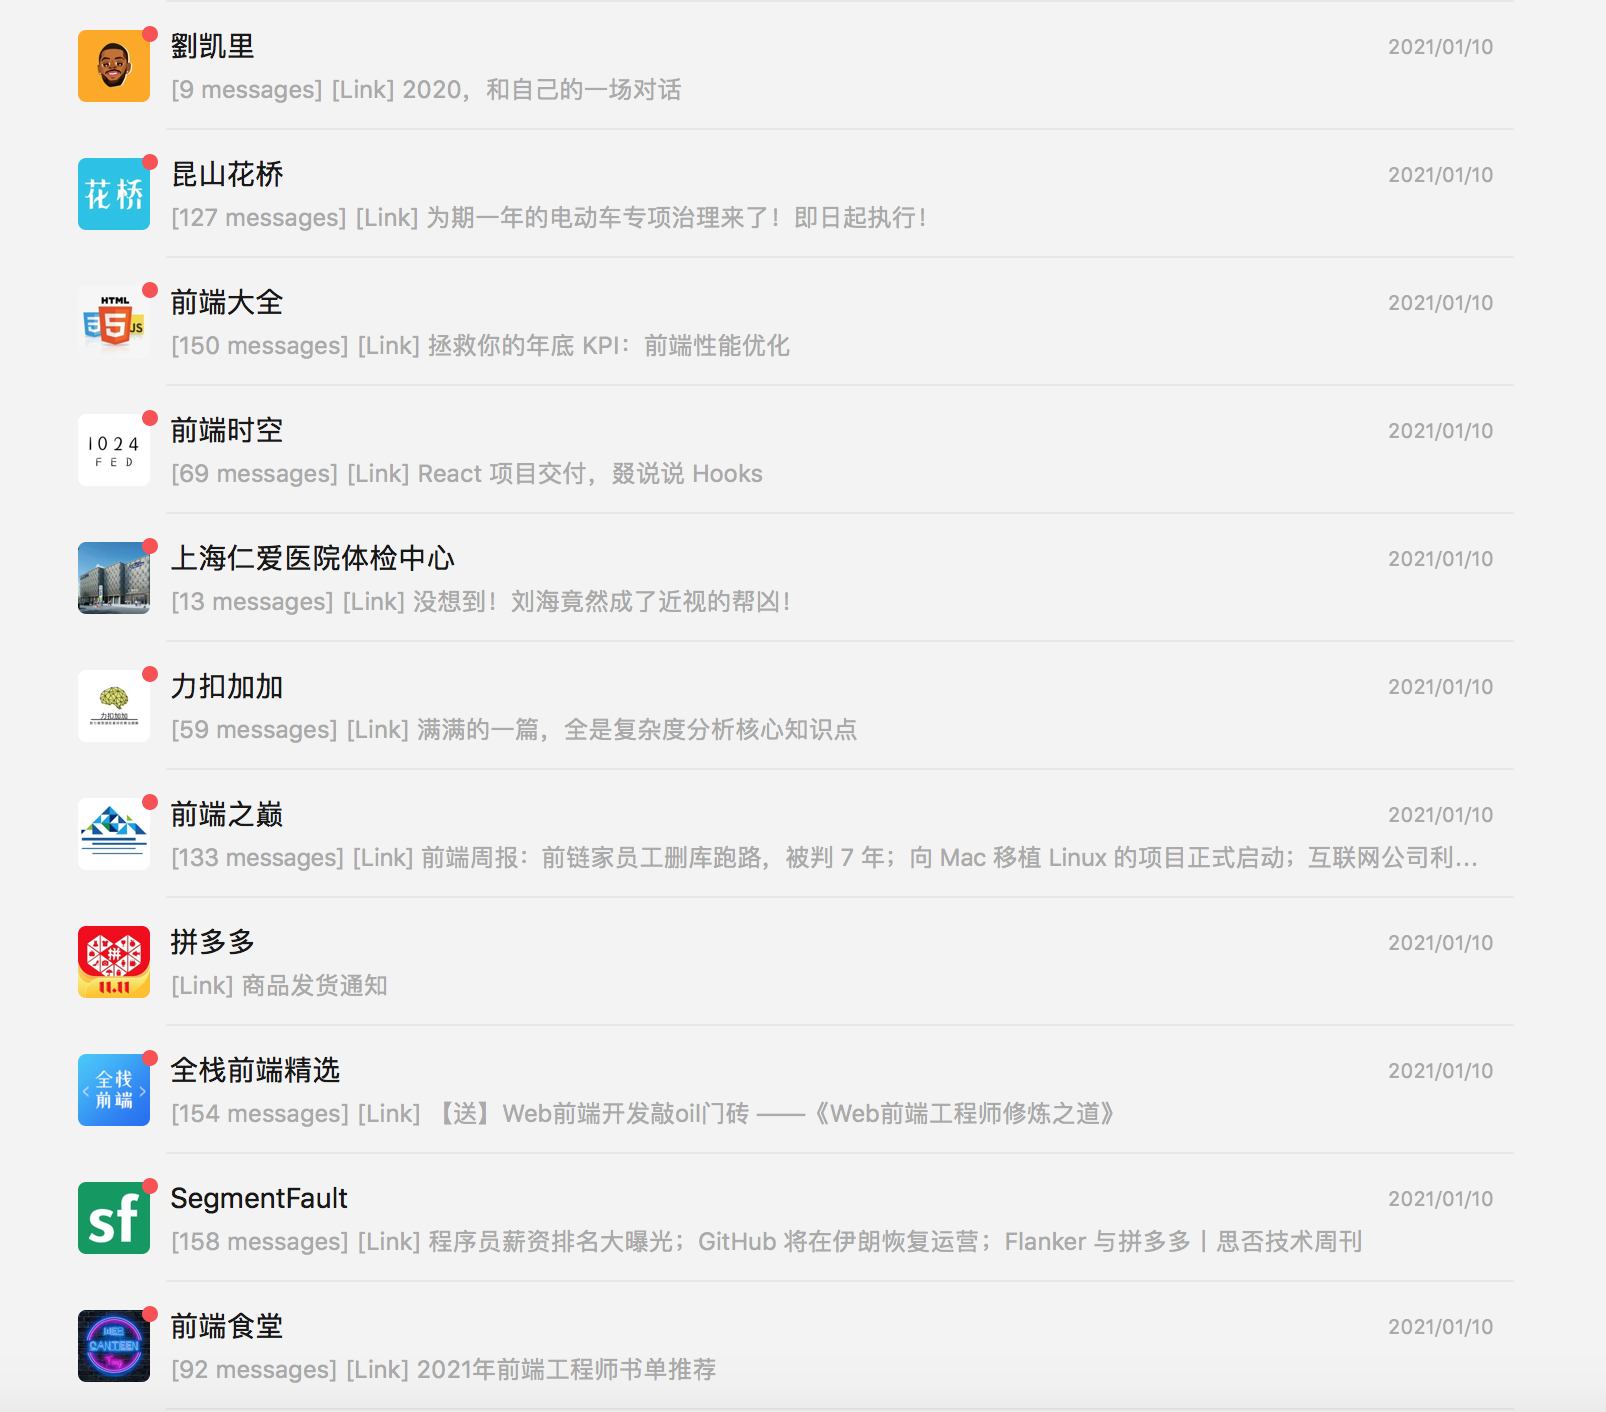 劉凯里
2021/01/10
[9 messages] [Link] 2020，和自己的一场对话
花桥
昆山花桥
2021/01/10
[127 messages] [Link] 为期一年的电动车专项治理来了！即日起执行！
HTML
3 5 JS
前端大全
2021/01/10
[150 messages] [Link] 拯救你的年底 KPI：前端性能优化
1024
FED
前端时空
2021/01/10
[69 messages] [Link] React 项目交付，叕说说 Hooks
上海仁爱医院体检中心
2021/01/10
[13 messages] [Link] 没想到！刘海竟然成了近视的帮凶！
力扣加加
力扣加加
2021/01/10
[59 messages] [Link] 满满的一篇，全是复杂度分析核心知识点
前端之巅
2021/01/10
[133 messages] [Link] 前端周报：前链家员工删库跑路，被判 7 年；向 Mac 移植 Linux 的项目正式启动；互联网公司利...
拼
11.11
拼多多
2021/01/10
[Link] 商品发货通知
全栈
< 前端 >
全栈前端精选
2021/01/10
[154 messages] [Link] 【送】Web前端开发敲oil门砖 ——《Web前端工程师修炼之道》
sf
SegmentFault
2021/01/10
[158 messages] [Link] 程序员薪资排名大曝光；GitHub 将在伊朗恢复运营；Flanker 与拼多多丨思否技术周刊
WEB
CANTEEN
前端食堂
2021/01/10
[92 messages] [Link] 2021年前端工程师书单推荐